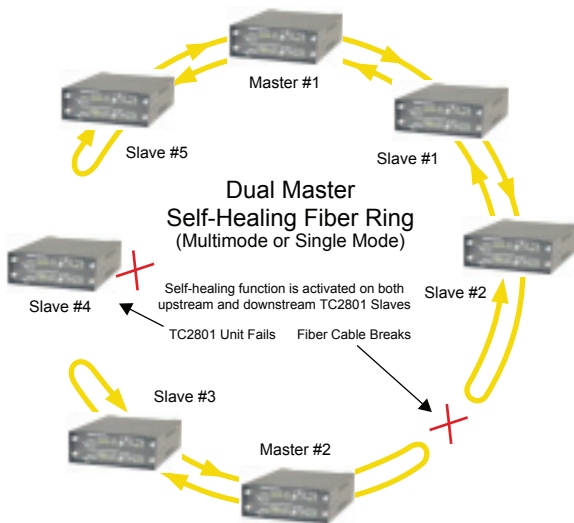 Master #1
Slave #5
Slave #1
Dual Master
Self-Healing Fiber Ring
(Multimode or Single Mode)
Slave #4
Slave #2
Self-healing function is activated on both
upstream and downstream TC2801 Slaves
TC2801 Unit Fails
Fiber Cable Breaks
Slave #3
Master #2